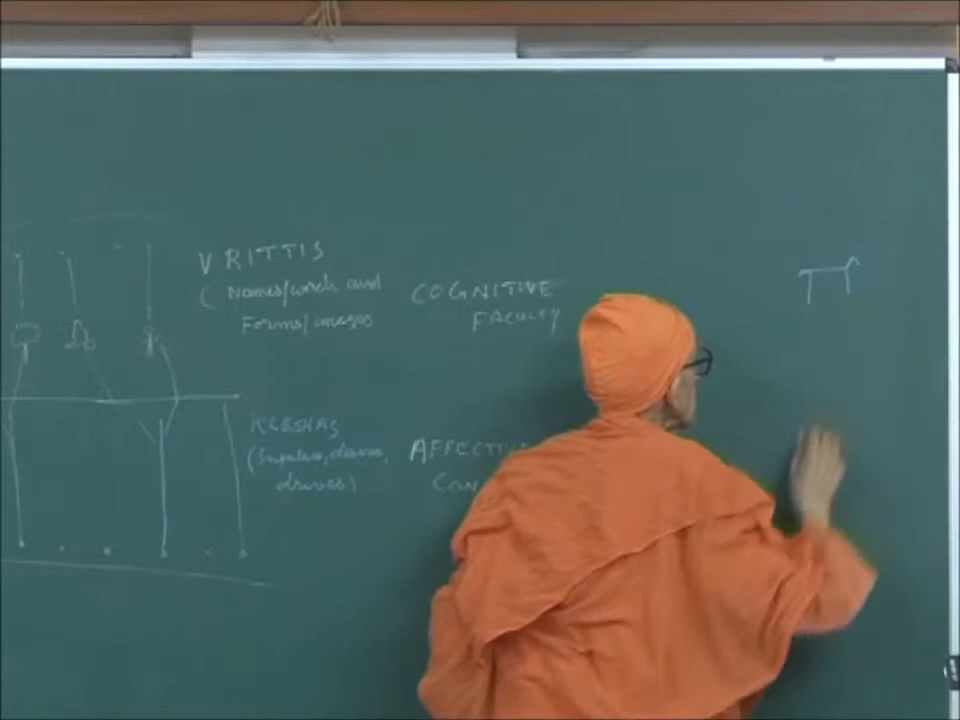 VRITTIS
(Names/words and
Forms/images
COGNITIVE
FACULTY
KLESHAS
(Impulses, desires,
drives)
AFFECTIVE
CON